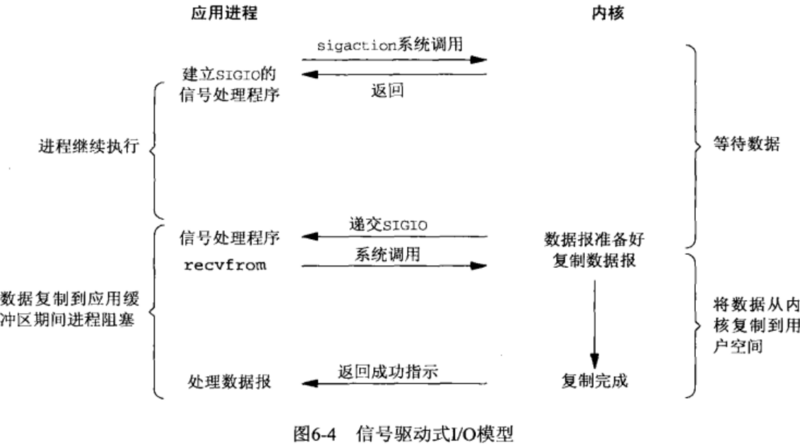 应用进程
内核
sigaction系统调用
建立SIGIO的
信号处理程序
返回
进程继续执行
等待数据
递交SIGIO
信号处理程序
数据报准备好
系统调用
recvfrom
复制数据报
数据复制到应用缓
冲区期间进程阻塞
将数据从内
核复制到用
户空间
返回成功指示
处理数据报
复制完成
图6-4 信号驱动式I/O模型